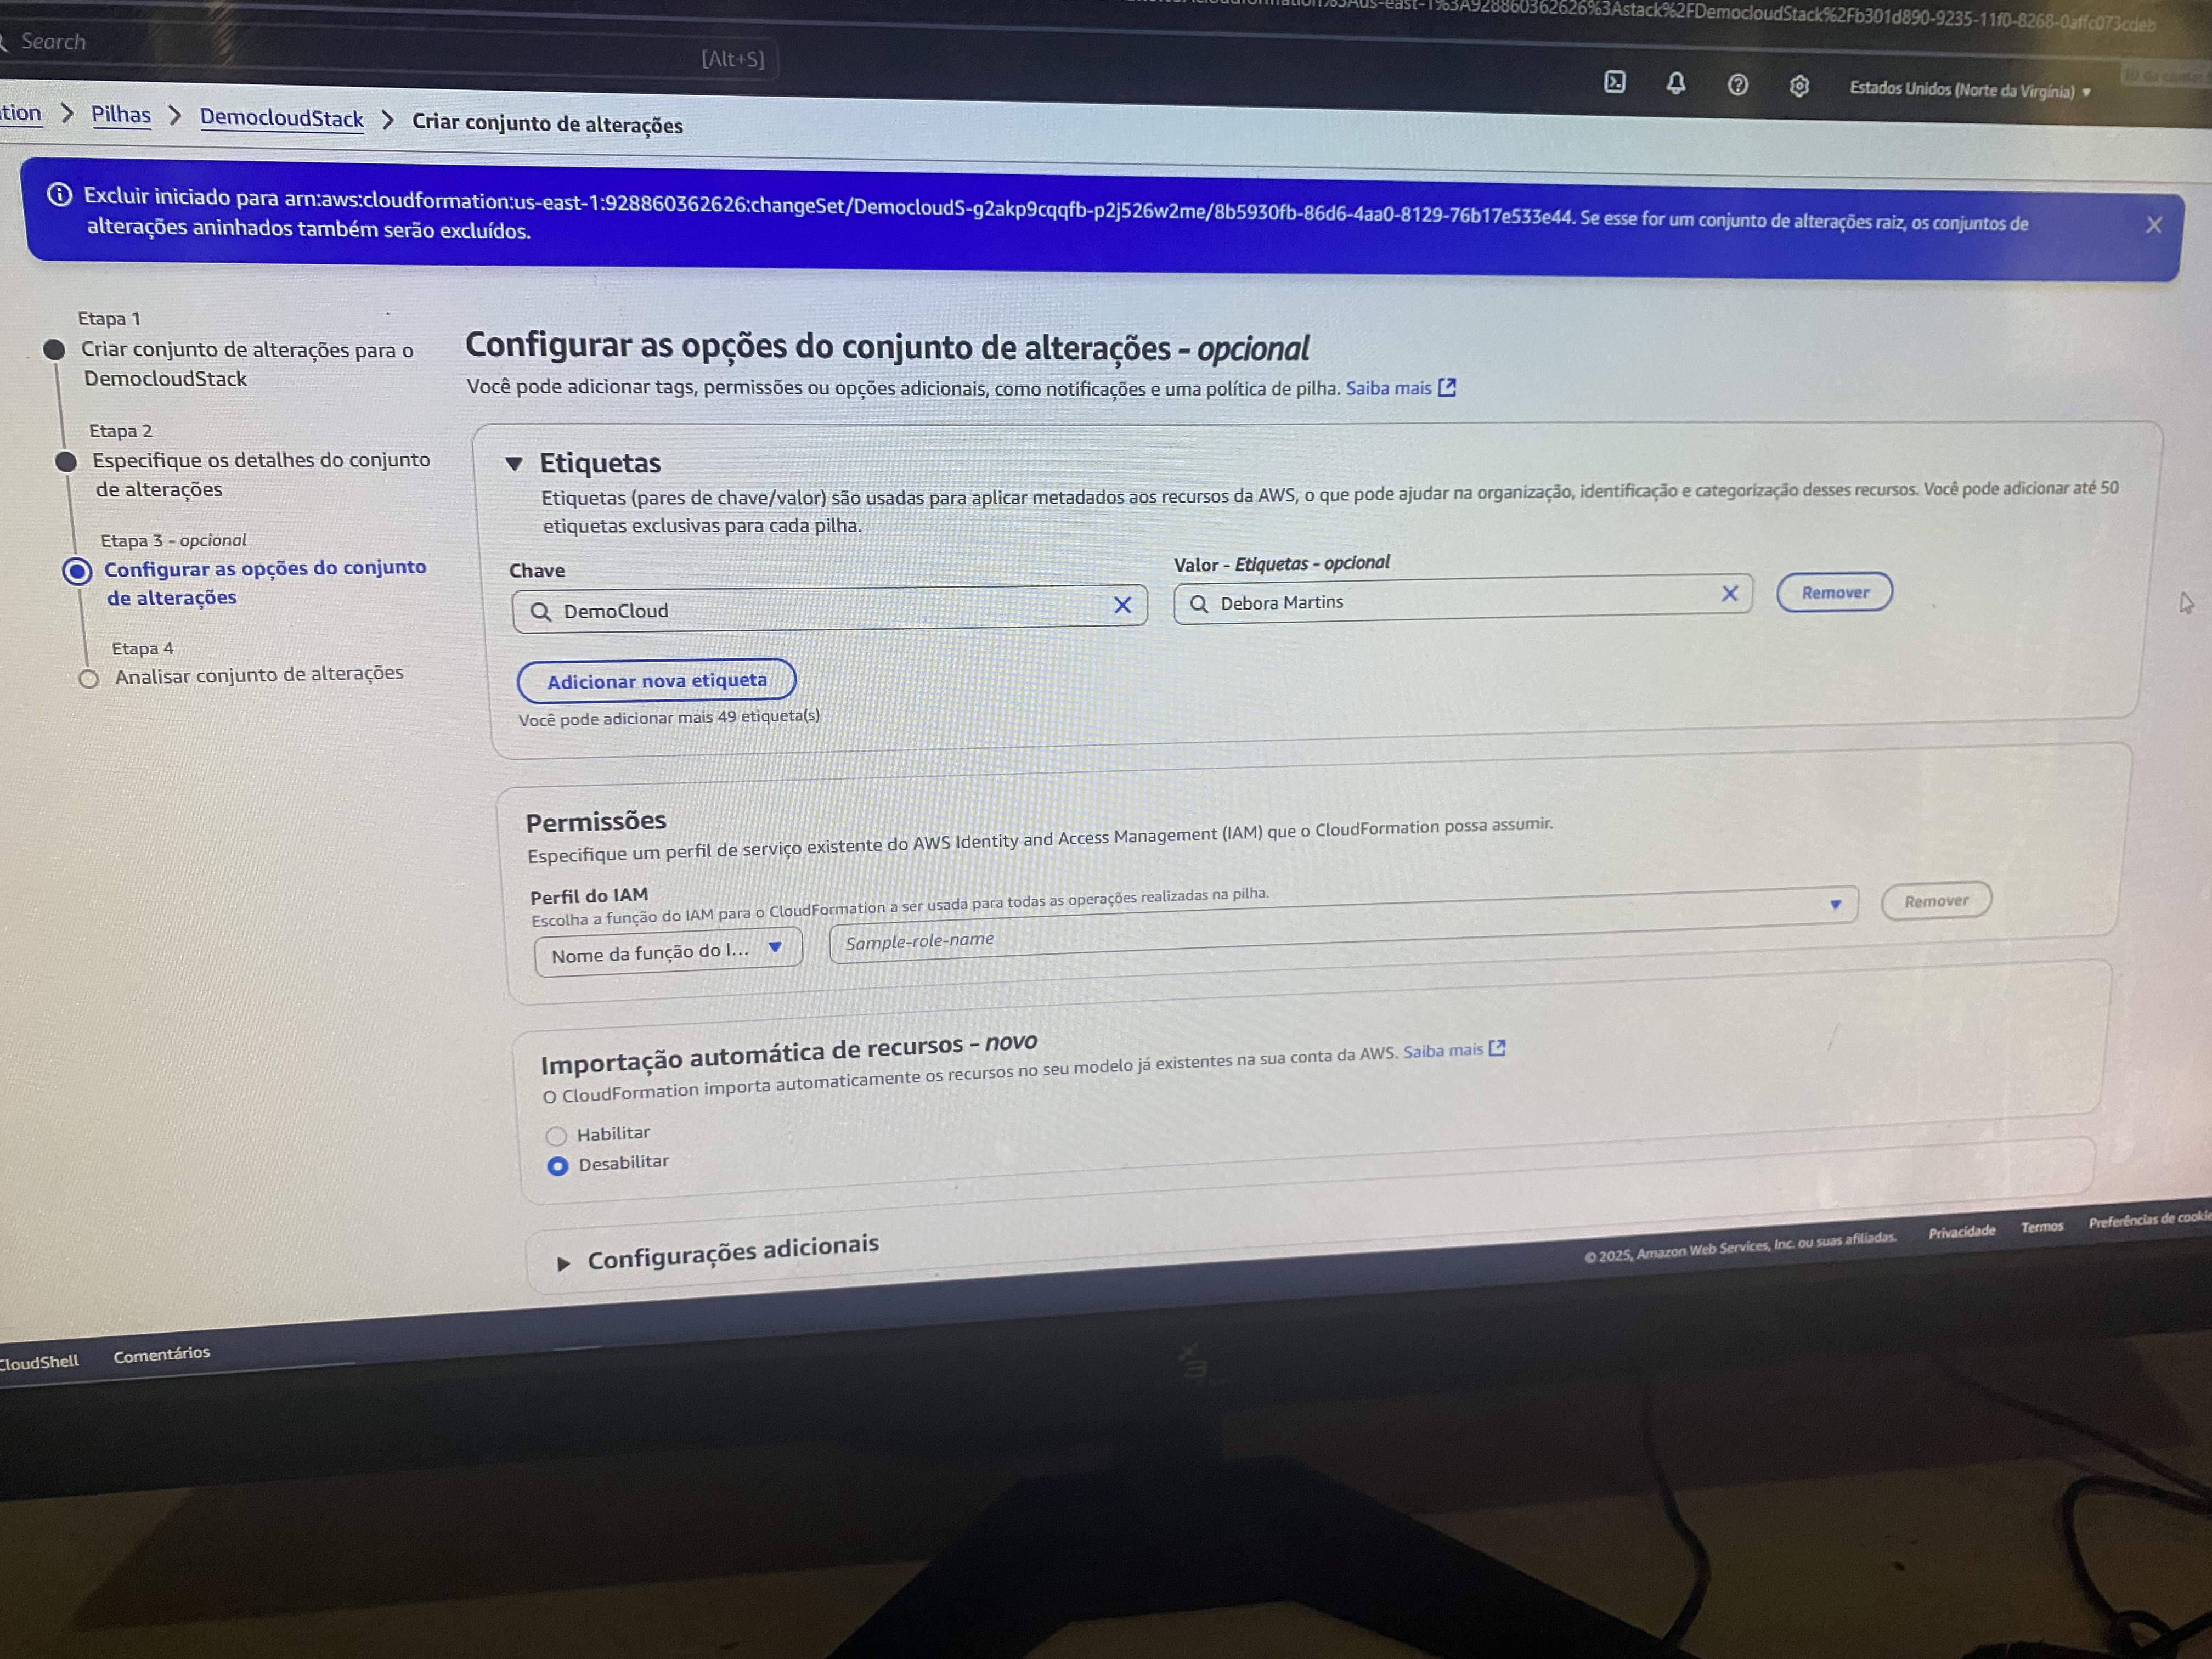 us-east-1%3A928860362626%3Astack%2FDemocloudStack%2Fb301d890-9235-11f0-8268-0affc073cdeb
Search
[Alt+S]
Estados Unidos (Norte da Virgínia)
tion > Pilhas > DemocloudStack > Criar conjunto de alterações
Excluir iniciado para arn:aws:cloudformation:us-east-1:928860362626:changeSet/DemocloudS-g2akp9cqqfb-p2j526w2me/8b5930fb-86d6-4aa0-8129-76b17e533e44. Se esse for um conjunto de alterações raiz, os conjuntos de
alterações aninhados também serão excluídos.
Etapa 1
Criar conjunto de alterações para o
DemocloudStack
Etapa 2
Especifique os detalhes do conjunto
de alterações
Etapa 3 - opcional
Configurar as opções do conjunto
de alterações
Etapa 4
Analisar conjunto de alterações
Configurar as opções do conjunto de alterações - opcional
Você pode adicionar tags, permissões ou opções adicionais, como notificações e uma política de pilha. Saiba mais
Etiquetas
Etiquetas (pares de chave/valor) são usadas para aplicar metadados aos recursos da AWS, o que pode ajudar na organização, identificação e categorização desses recursos. Você pode adicionar até 50
etiquetas exclusivas para cada pilha.
Chave
Valor - Etiquetas - opcional
DemoCloud
Debora Martins
Remover
Adicionar nova etiqueta
Você pode adicionar mais 49 etiqueta(s)
Permissões
Especifique um perfil de serviço existente do AWS Identity and Access Management (IAM) que o CloudFormation possa assumir.
Perfil do IAM
Escolha a função do IAM para o CloudFormation a ser usada para todas as operações realizadas na pilha.
Nome da função do I...
Sample-role-name
Remover
Importação automática de recursos - novo
O CloudFormation importa automaticamente os recursos no seu modelo já existentes na sua conta da AWS. Saiba mais
Habilitar
Desabilitar
Configurações adicionais
© 2025, Amazon Web Services, Inc. ou suas afiliadas.
Privacidade
Termos
Preferências de cookie
CloudShell
Comentários